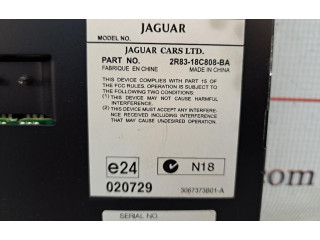 JAGUAR
MODEL NO.
JAGUAR CARS LTD.
PART NO. 2R83-18C808-BA
FABRIQUE EN CHINE MADE IN CHINA
THIS DEVICE COMPLIES WITH PART 15 OF
THE FCC RULES. OPERATION IS SUBJECT TO
THE FOLLOWING TWO CONDITIONS:
(1) THIS DEVICE MAY NOT CAUSE HARMFUL
INTERFERENCE.
(2) THIS DEVICE MUST ACCEPT ANY INTERFERENCE
RECEIVED INCLUDING INTERFERENCE THAT
MAY CAUSE UNDESIRED OPERATION.
e24
N18
020729
3067373801-A
SERIAL NO.